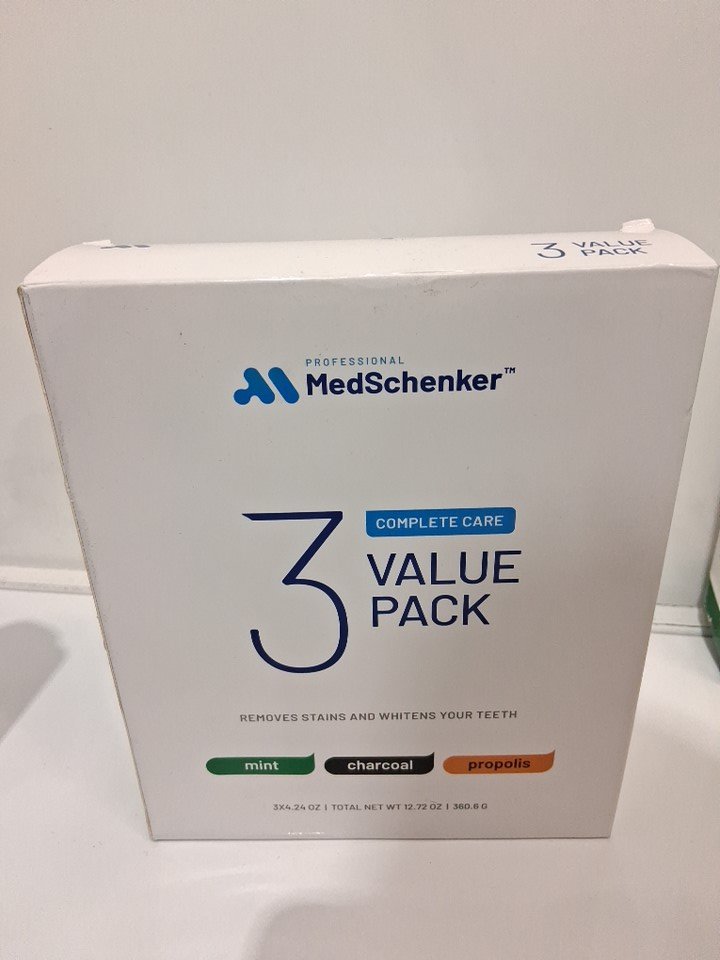 3 VALUE
PACK
PROFESSIONAL
MedSchenker™
3
COMPLETE CARE
VALUE
PACK
REMOVES STAINS AND WHITENS YOUR TEETH
mint
charcoal
propolis
3X4.24 OZ | TOTAL NET WT 12.72 OZ | 360.6 G